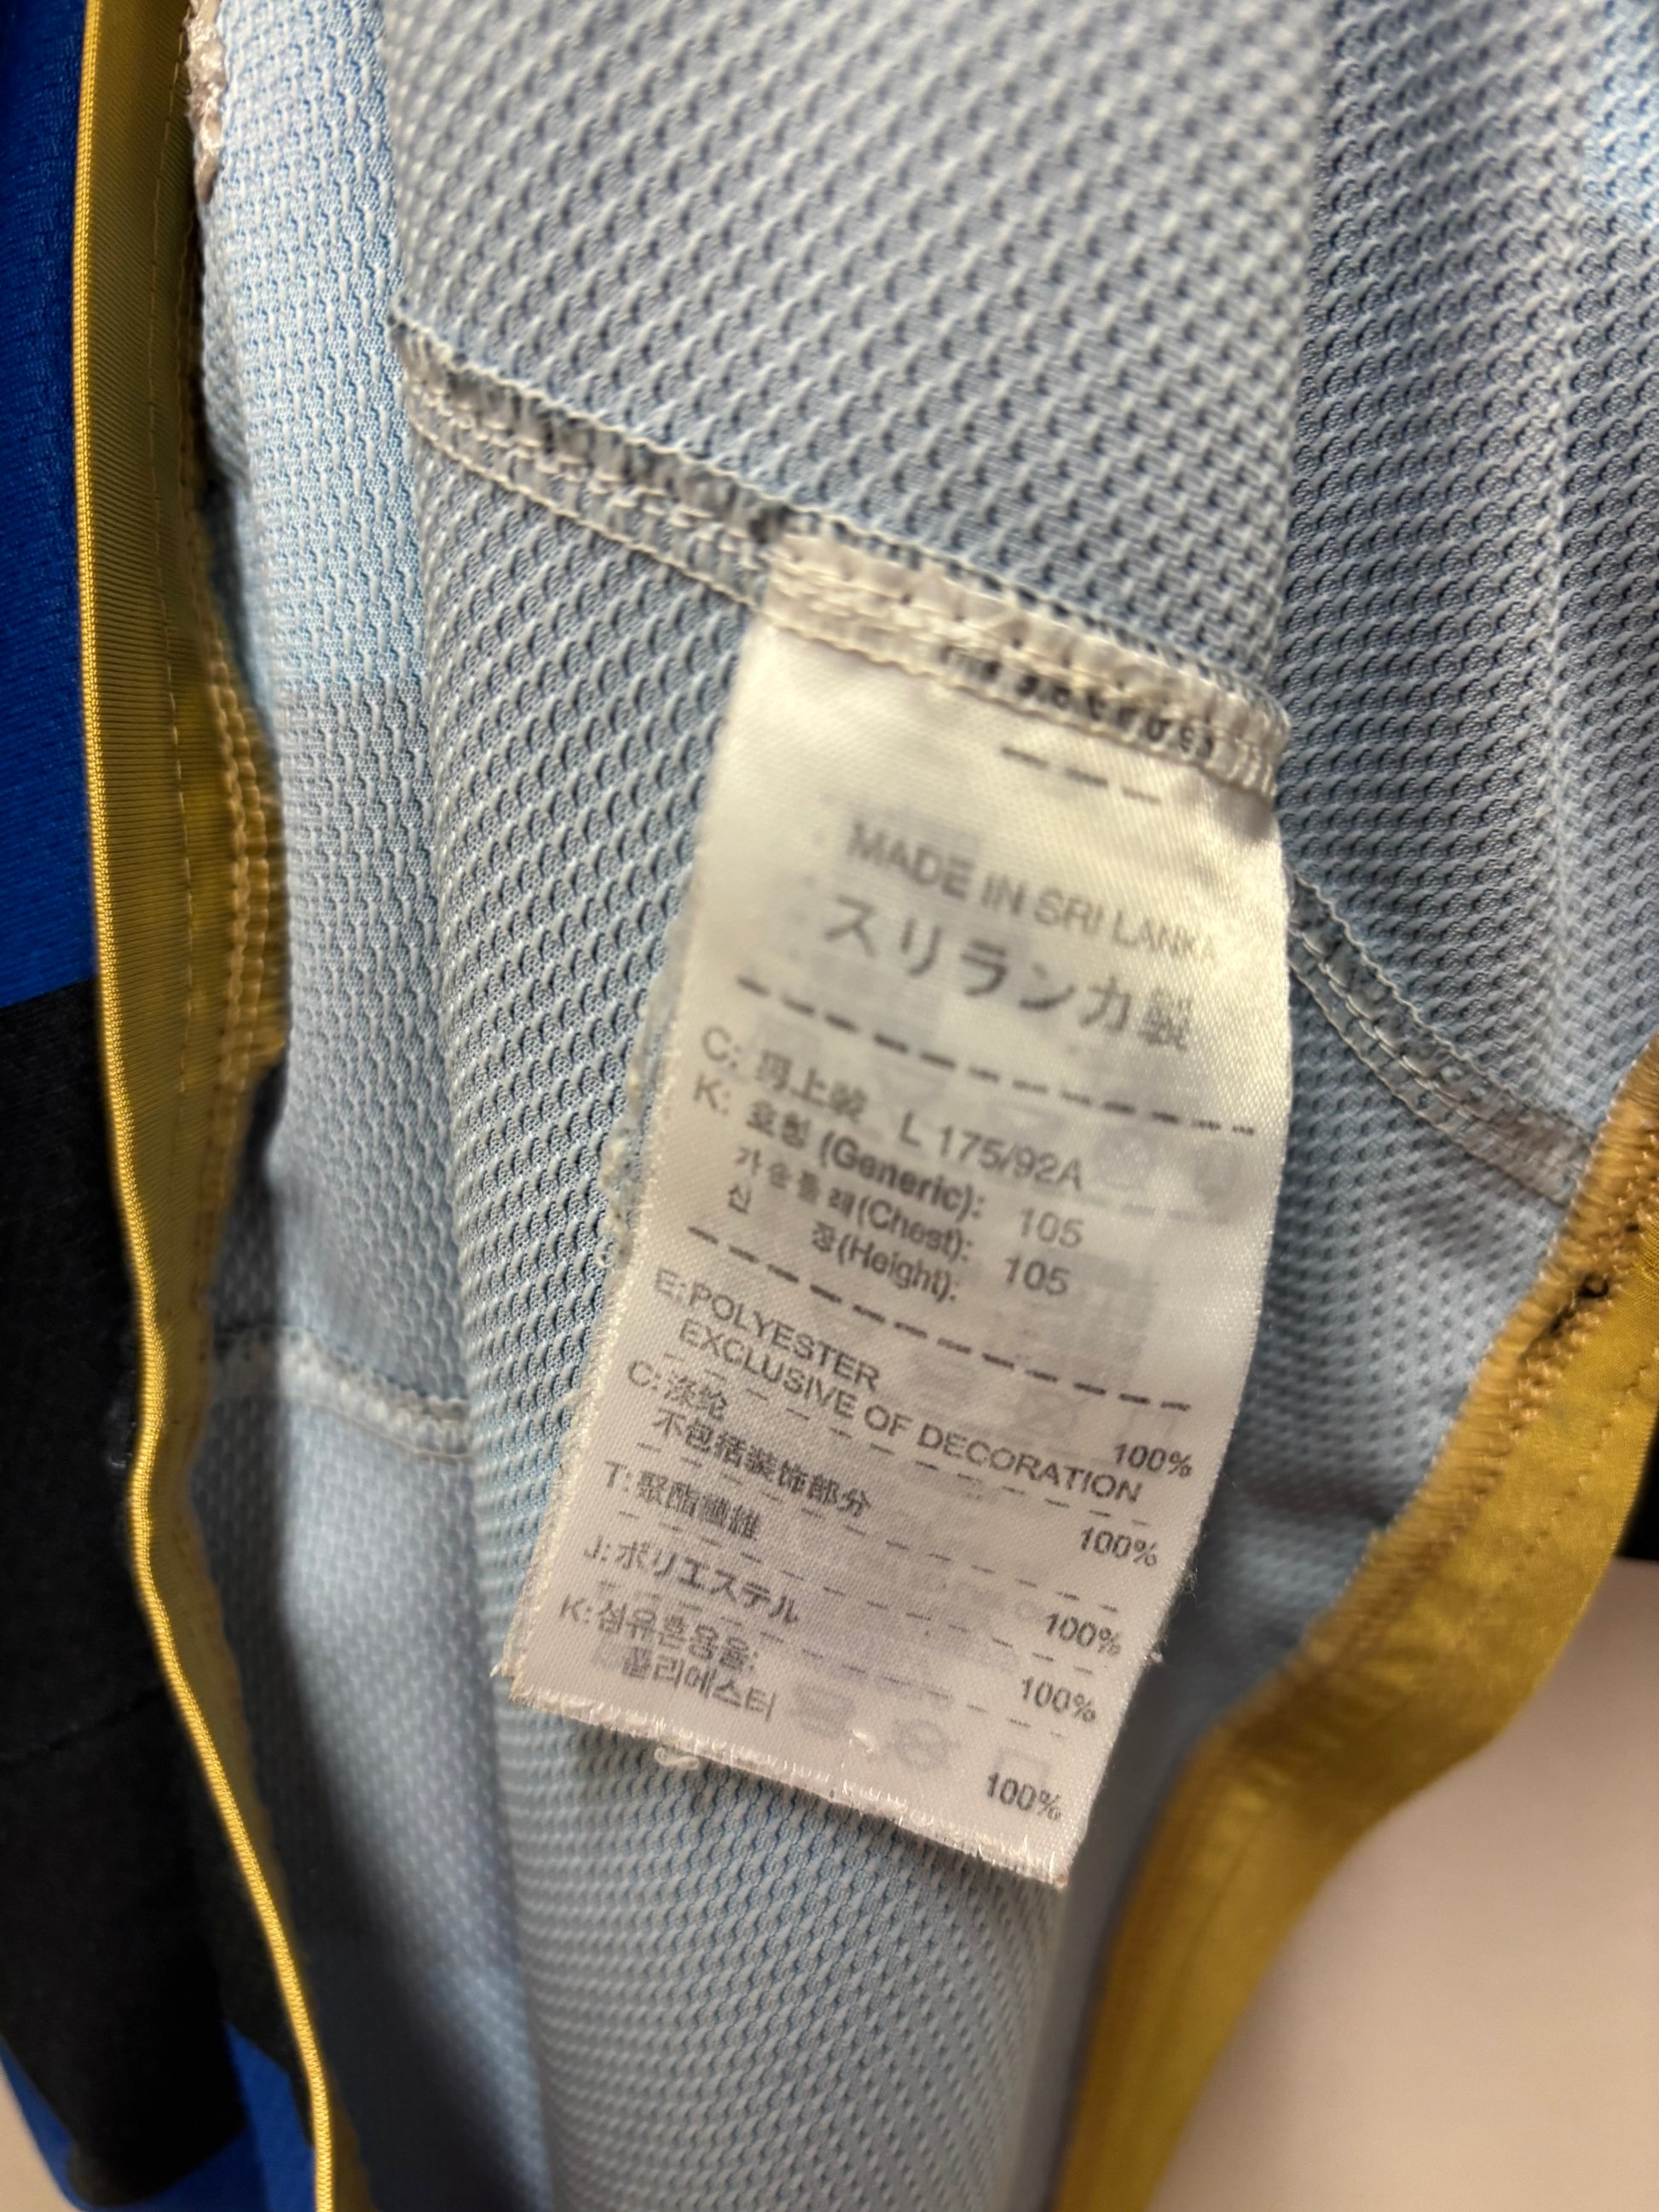 MADE IN SRI LANKA
スリランカ製
C: 男上装 L 175/92A
K: 호칭 (Generic): 105
가슴둘레(Chest): 105
신 장(Height):
E: POLYESTER 100%
EXCLUSIVE OF DECORATION
C: 涤纶 100%
不包括装饰部分
T: 聚酯纖維 100%
J: ポリエステル 100%
K: 섬유혼용율:
폴리에스터 100%